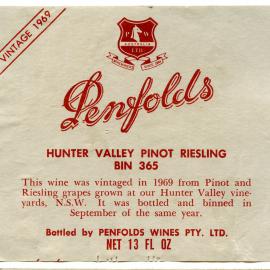 VINTAGE 1969
P W
AUSTRALIA
LTD.
Penfolds
HUNTER VALLEY PINOT RIESLING
BIN 365
This wine was vintaged in 1969 from Pinot and
Riesling grapes grown at our Hunter Valley vine-
yards, N.S.W. It was bottled and binned in
September of the same year.
Bottled by PENFOLDS WINES PTY. LTD.
NET 13 FL OZ